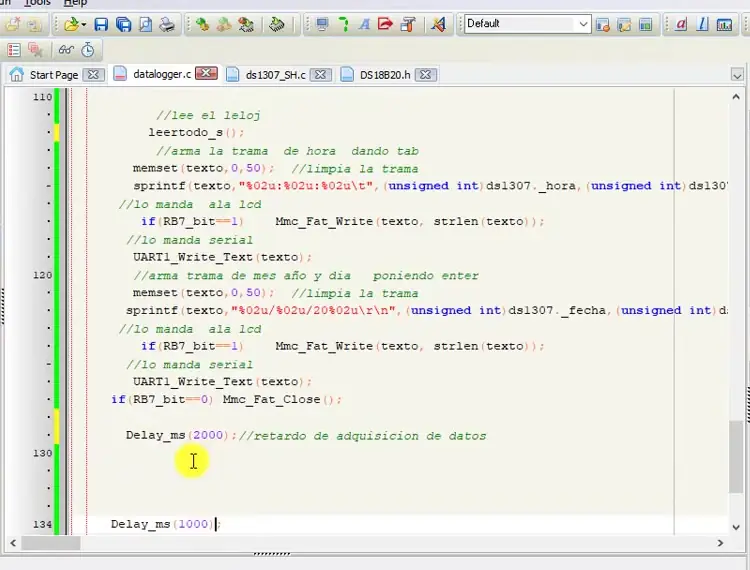 Tools Help
Default
Start Page datalogger.c ds1307_SH.c DS18B20.h
110
//lee el leloj
leertodo_s();
//arma la trama de hora dando tab
memset(texto,0,50); //limpia la trama
sprintf(texto,"%02u:%02u:%02u\t",(unsigned int)ds1307._hora,(unsigned int)ds1307
//lo manda ala lcd
if(RB7_bit==1) Mmc_Fat_Write(texto, strlen(texto));
//lo manda serial
UART1_Write_Text(texto);
120 //arma trama de mes año y dia poniendo enter
memset(texto,0,50); //limpia la trama
sprintf(texto,"%02u/%02u/20%02u\r\n",(unsigned int)ds1307._fecha,(unsigned int)d
//lo manda ala lcd
if(RB7_bit==1) Mmc_Fat_Write(texto, strlen(texto));
//lo manda serial
UART1_Write_Text(texto);
if(RB7_bit==0) Mmc_Fat_Close();
Delay_ms(2000);//retardo de adquisicion de datos
130
134 Delay_ms(1000);